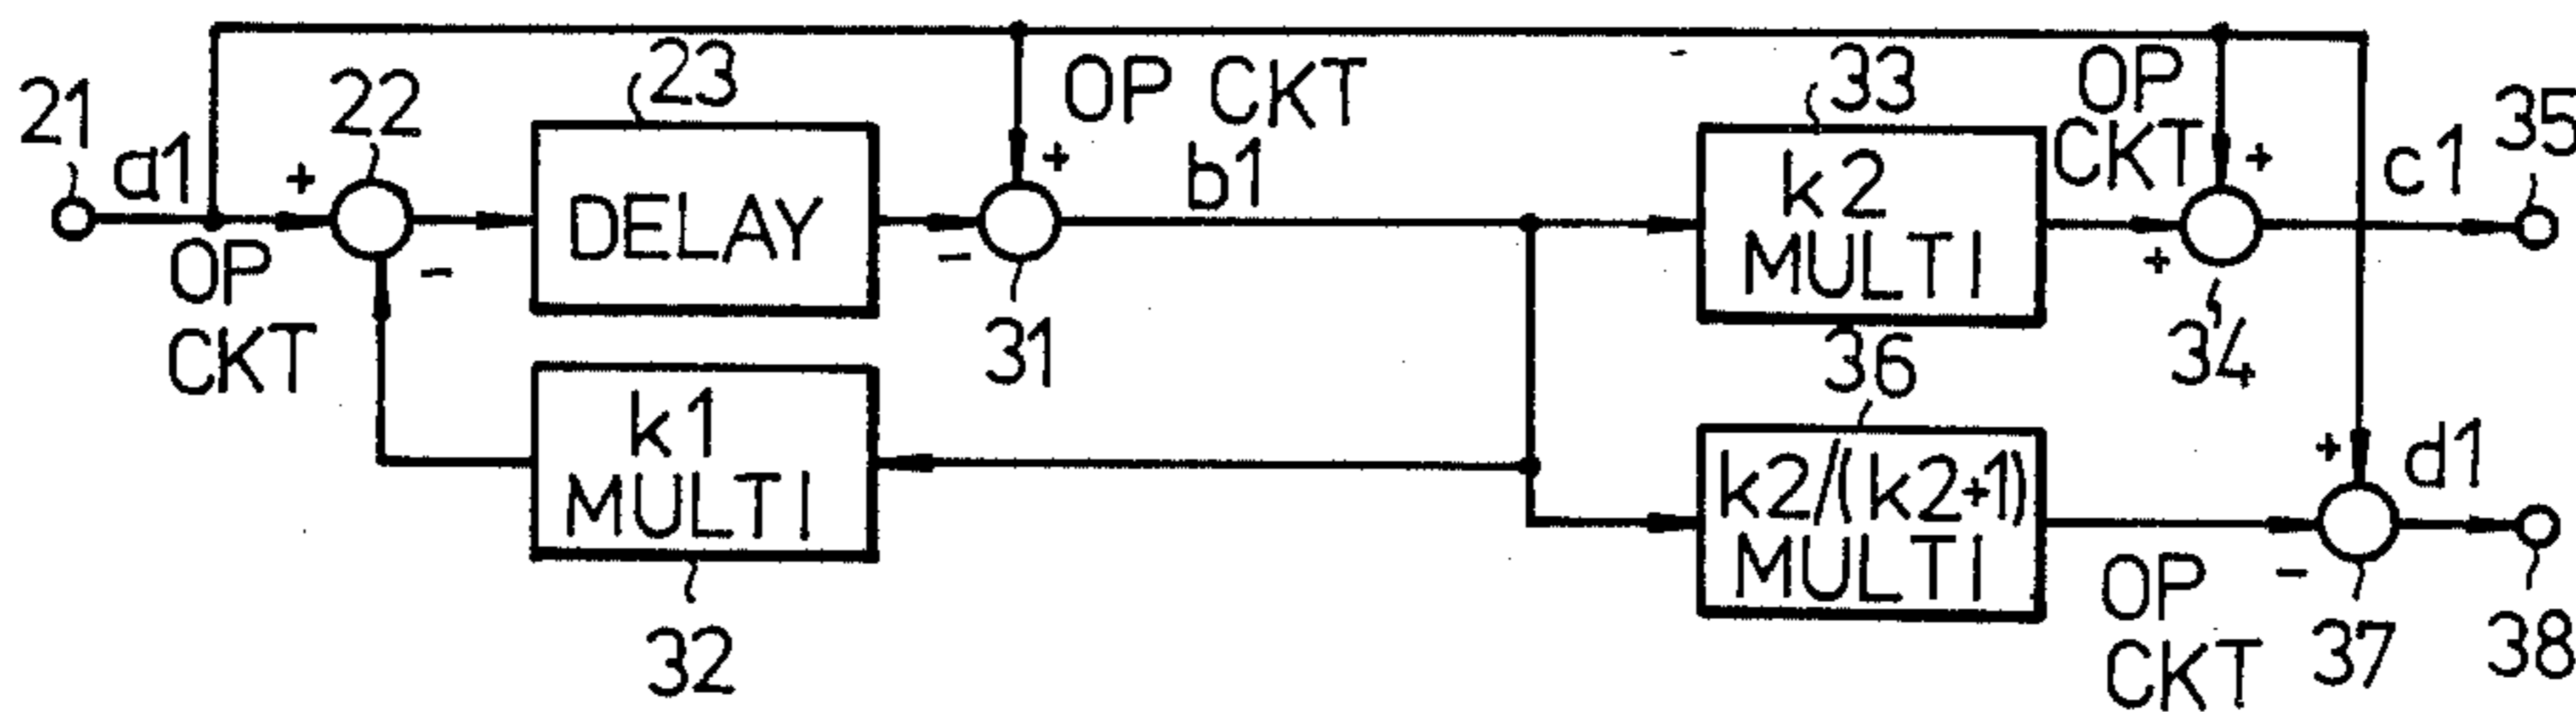 21
a1
OP
CKT
22
+
-
23
DELAY
k1
MULTI
32
OP CKT
+
-
31
b1
33
k2
MULTI
36
k2/(k2+1)
MULTI
OP
CKT
+
+
34
c1
35
+
-
d1
OP
CKT
37
38